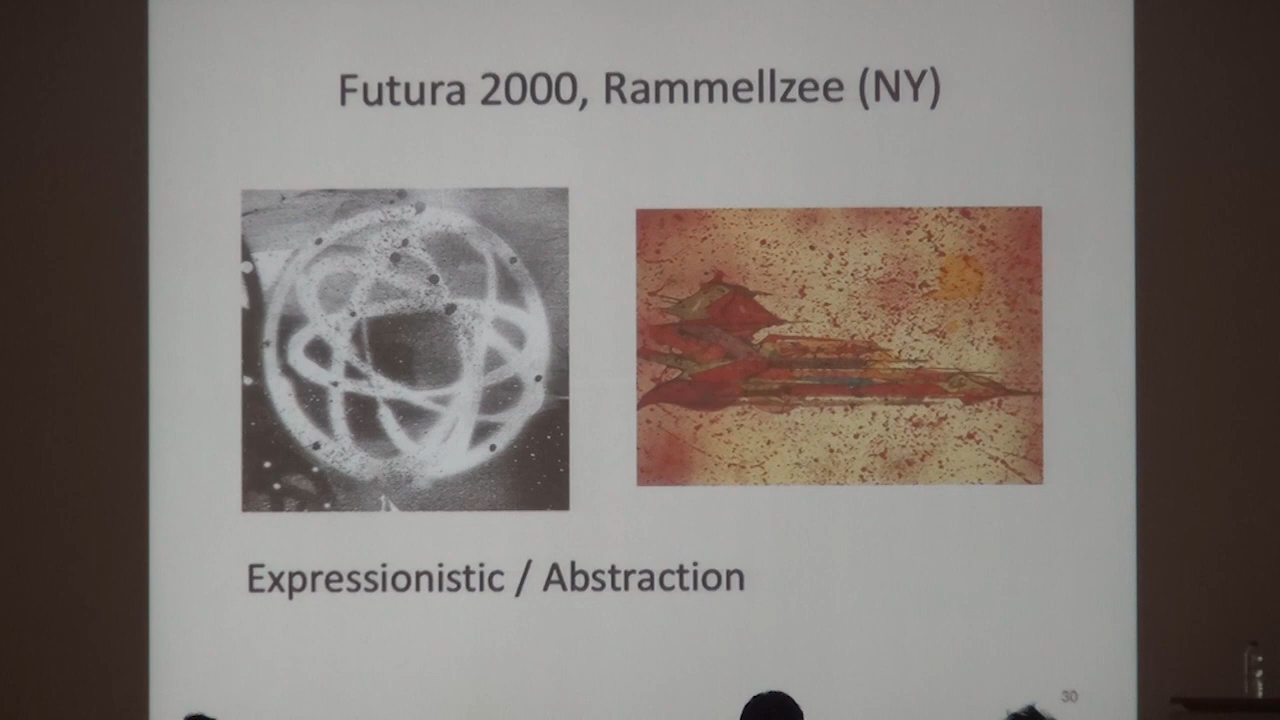 Futura 2000, Rammellzee (NY)
Expressionistic / Abstraction
30